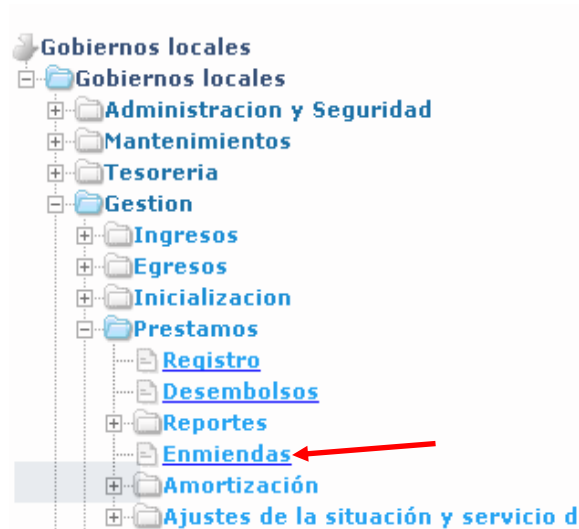 Gobiernos locales
Gobiernos locales
Administracion y Seguridad
Mantenimientos
Tesoreria
Gestion
Ingresos
Egresos
Inicializacion
Prestamos
Registro
Desembolsos
Reportes
Enmiendas
Amortización
Ajustes de la situación y servicio d